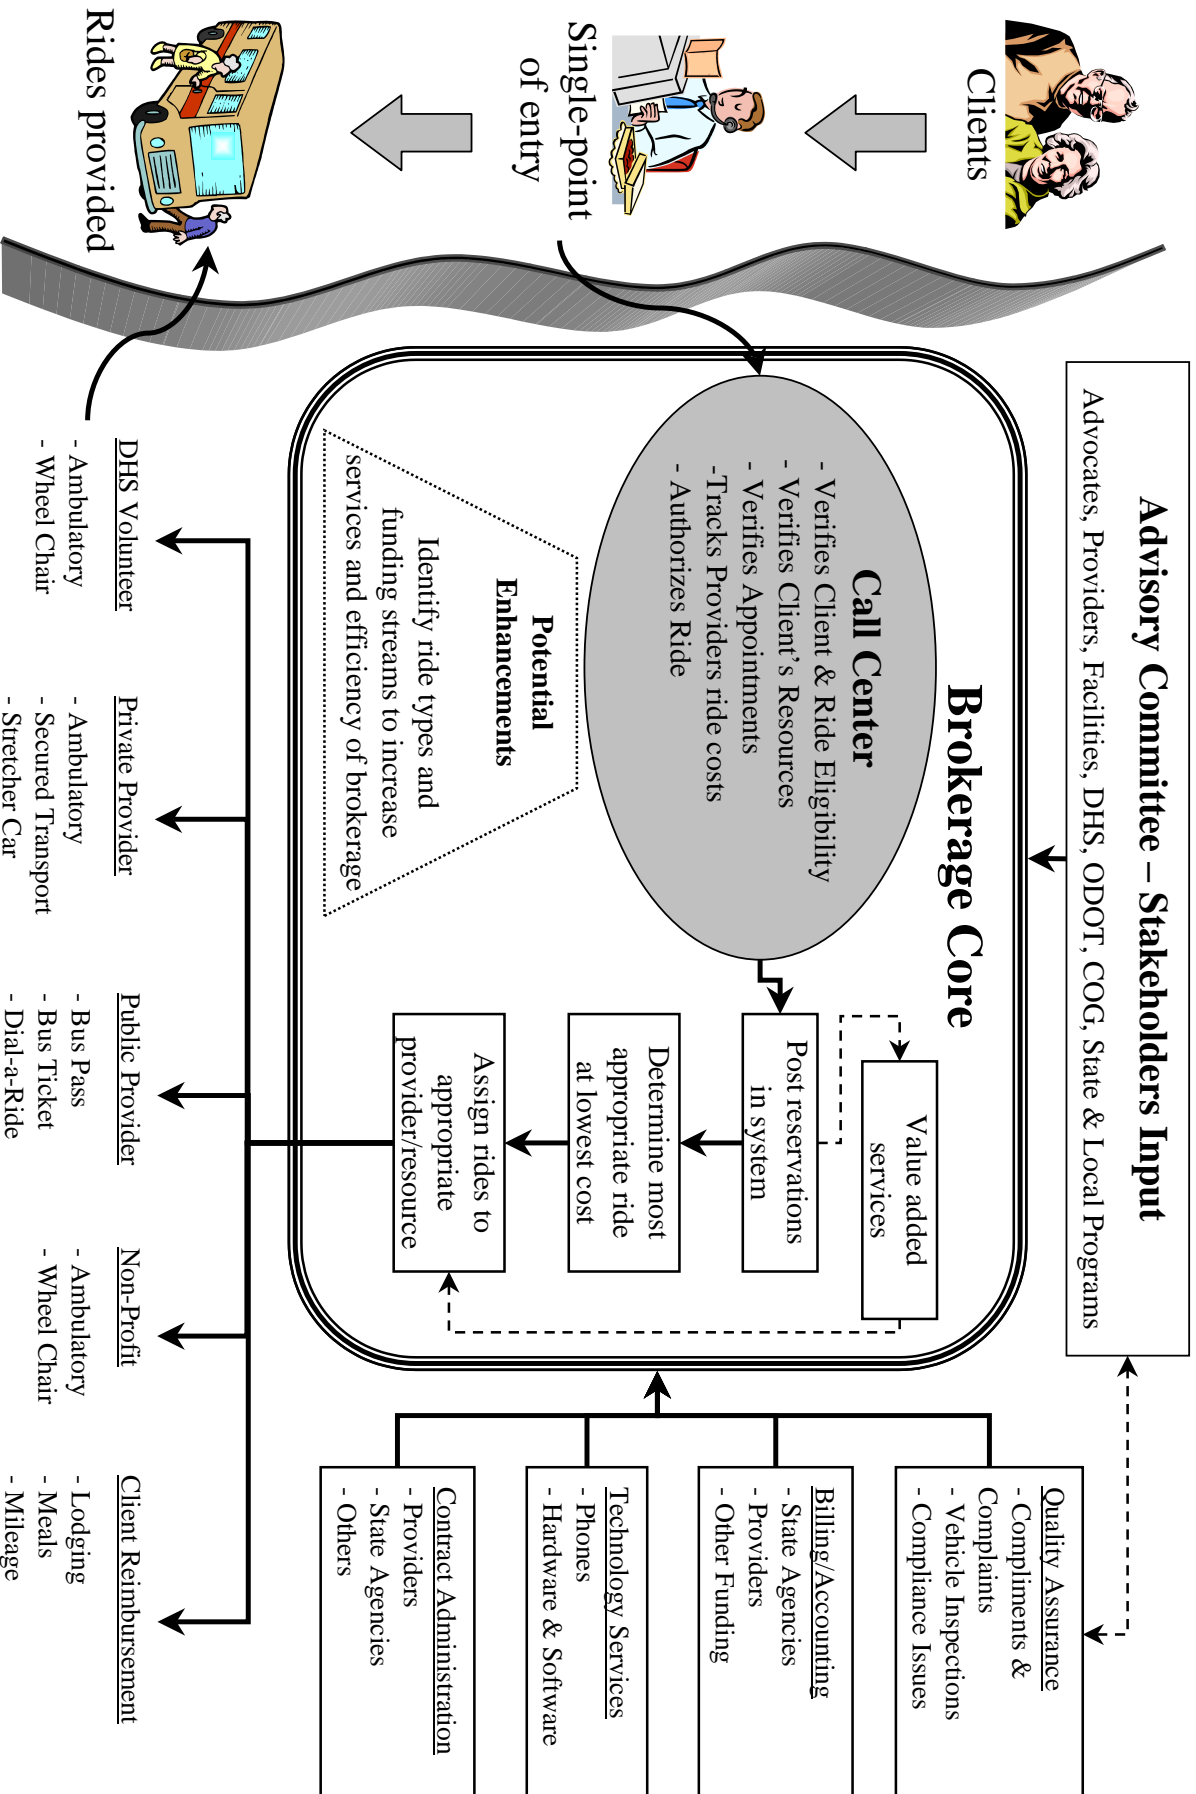 Advisory Committee – Stakeholders Input
Advocates, Providers, Facilities, DHS, ODOT, COG, State & Local Programs
Clients
Single-point
of entry
Rides provided
Brokerage Core
Call Center
- Verifies Client & Ride Eligibility
- Verifies Client's Resources
- Verifies Appointments
-Tracks Providers ride costs
- Authorizes Ride
Potential
Enhancements
Identify ride types and
funding streams to increase
services and efficiency of brokerage
Value added
services
Post reservations
in system
Determine most
appropriate ride
at lowest cost
Assign rides to
appropriate
provider/resource
Quality Assurance
- Compliments &
Complaints
- Vehicle Inspections
- Compliance Issues
Billing/Accounting
- State Agencies
- Providers
- Other Funding
Technology Services
- Phones
- Hardware & Software
Contract Administration
- Providers
- State Agencies
- Others
DHS Volunteer
- Ambulatory
- Wheel Chair
Private Provider
- Ambulatory
- Secured Transport
- Stretcher Car
Public Provider
- Bus Pass
- Bus Ticket
- Dial-a-Ride
Non-Profit
- Ambulatory
- Wheel Chair
Client Reimbursement
- Lodging
- Meals
- Mileage